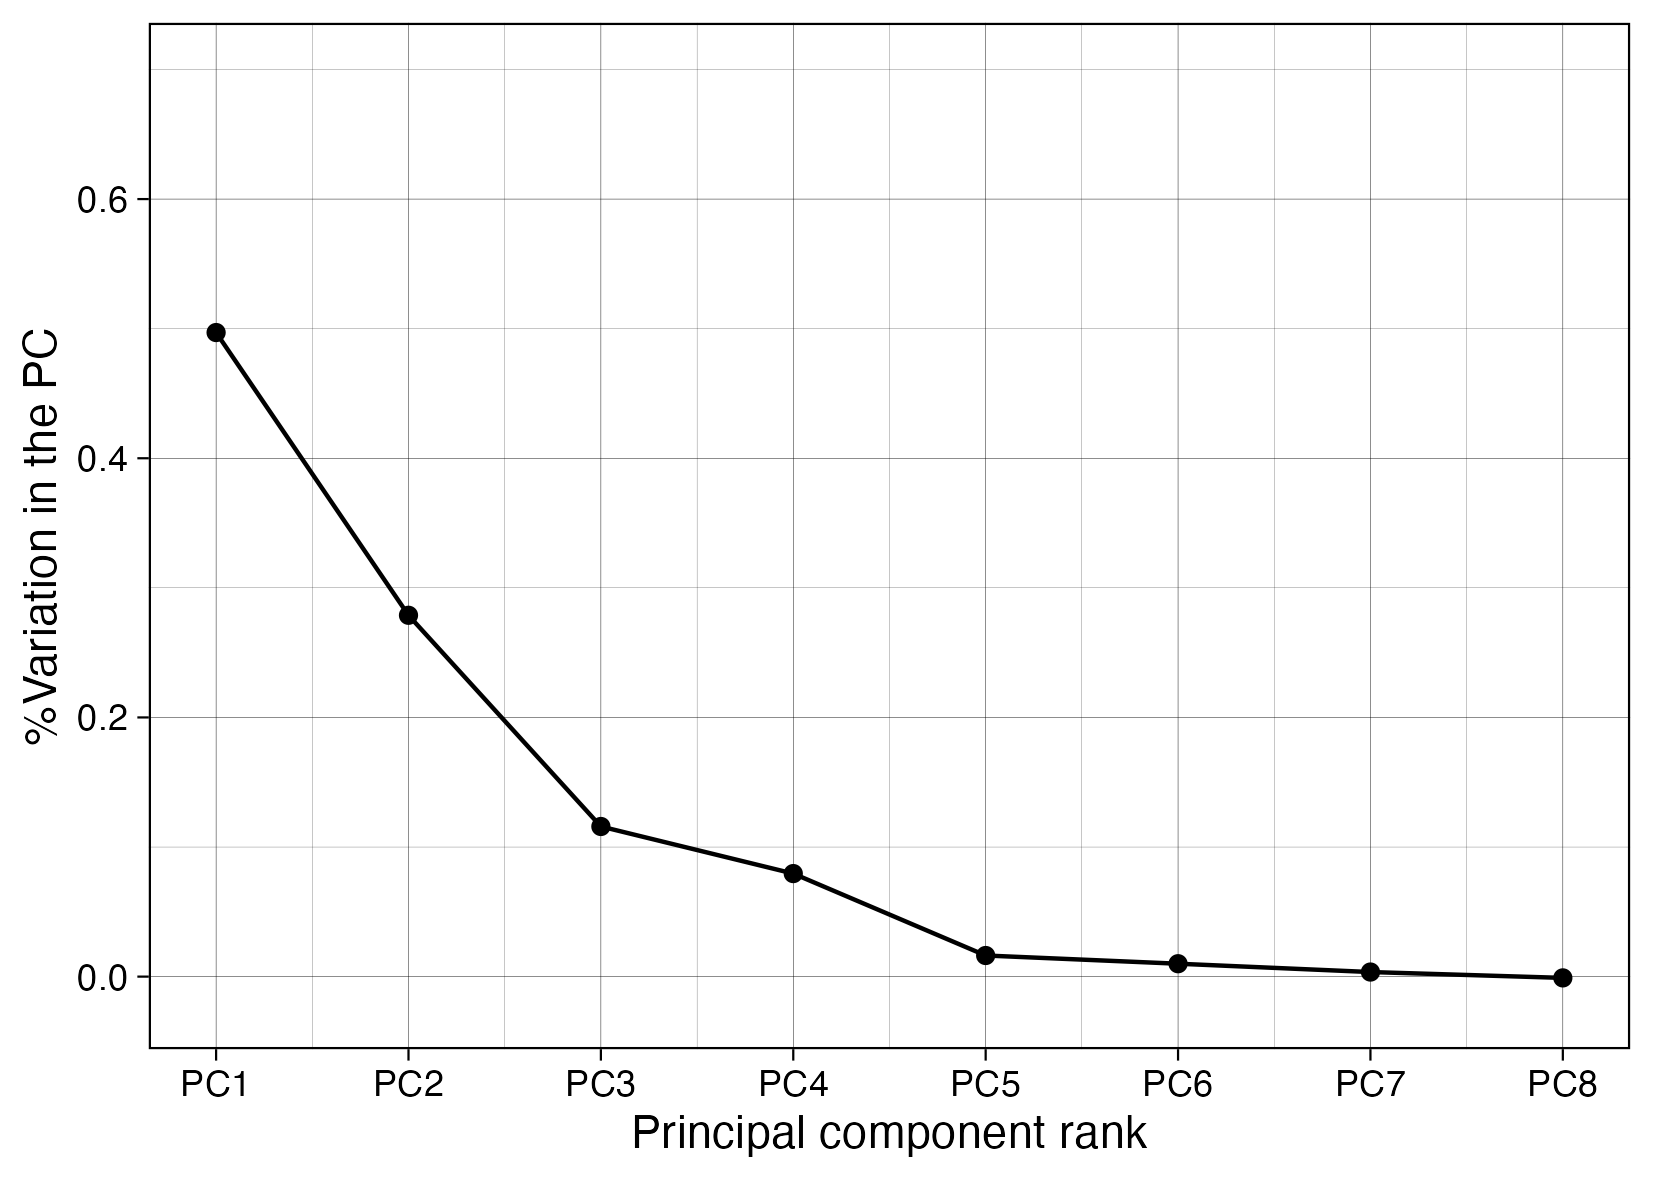 % Variation in the PC
0.6
0.4
0.2
0.0
PC1 PC2 PC3 PC4 PC5 PC6 PC7 PC8
Principal component rank